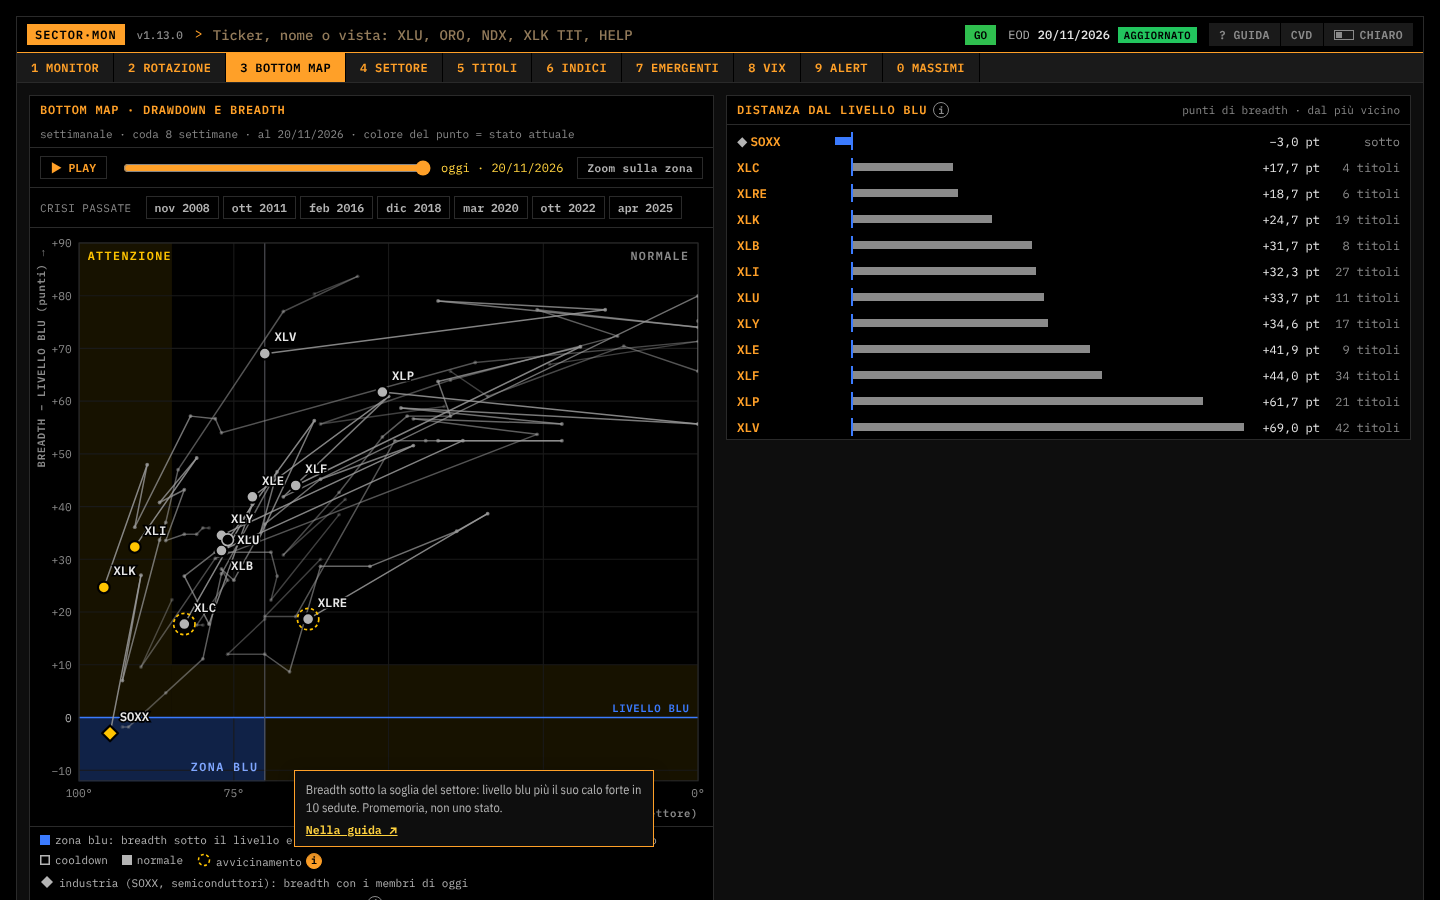 SECTOR·MON v1.13.0 > Ticker, nome o vista: XLU, ORO, NDX, XLK TIT, HELP GO EOD 20/11/2026 AGGIORNATO ? GUIDA CVD CHIARO
1 MONITOR 2 ROTAZIONE 3 BOTTOM MAP 4 SETTORE 5 TITOLI 6 INDICI 7 EMERGENTI 8 VIX 9 ALERT 0 MASSIMI
BOTTOM MAP · DRAWDOWN E BREADTH
settimanale · coda 8 settimane · al 20/11/2026 · colore del punto = stato attuale
PLAY oggi · 20/11/2026 Zoom sulla zona
CRISI PASSATE nov 2008 ott 2011 feb 2016 dic 2018 mar 2020 ott 2022 apr 2025
BREADTH − LIVELLO BLU (punti) →
+90
+80
+70
+60
+50
+40
+30
+20
+10
0
−10
ATTENZIONE
NORMALE
XLV
XLP
XLF
XLE
XLY
XLI
XLU
XLB
XLK
XLC
XLRE
SOXX
LIVELLO BLU
ZONA BLU
100° 75° 0°
ttore)
Breadth sotto la soglia del settore: livello blu più il suo calo forte in
10 sedute. Promemoria, non uno stato.
Nella guida ↗
zona blu: breadth sotto il livello e
cooldown normale avvicinamento i
industria (SOXX, semiconduttori): breadth con i membri di oggi
DISTANZA DAL LIVELLO BLU i punti di breadth · dal più vicino
◆ SOXX −3,0 pt sotto
XLC +17,7 pt 4 titoli
XLRE +18,7 pt 6 titoli
XLK +24,7 pt 19 titoli
XLB +31,7 pt 8 titoli
XLI +32,3 pt 27 titoli
XLU +33,7 pt 11 titoli
XLY +34,6 pt 17 titoli
XLE +41,9 pt 9 titoli
XLF +44,0 pt 34 titoli
XLP +61,7 pt 21 titoli
XLV +69,0 pt 42 titoli